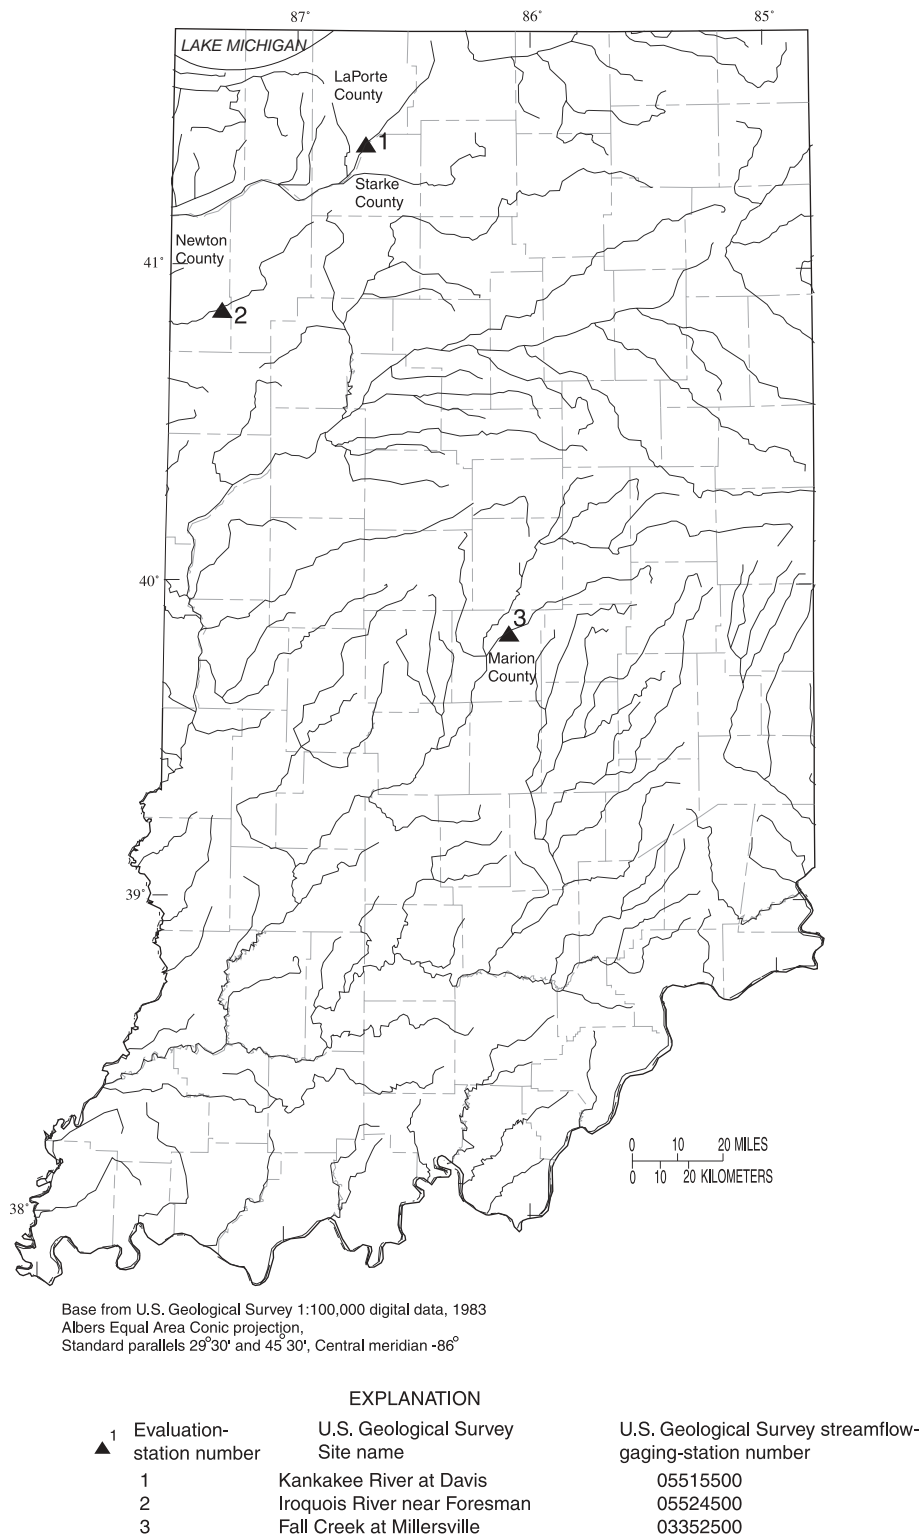 87°
86°
85°
LAKE MICHIGAN
LaPorte
County
1
Starke
County
Newton
County
41°
2
40°
3
Marion
County
39°
0 10 20 MILES
0 10 20 KILOMETERS
38°
Base from U.S. Geological Survey 1:100,000 digital data, 1983
Albers Equal Area Conic projection,
Standard parallels 29°30' and 45°30', Central meridian -86°
EXPLANATION
1 Evaluation-station number
U.S. Geological Survey Site name
U.S. Geological Survey streamflow-gaging-station number
1 Kankakee River at Davis 05515500
2 Iroquois River near Foresman 05524500
3 Fall Creek at Millersville 03352500